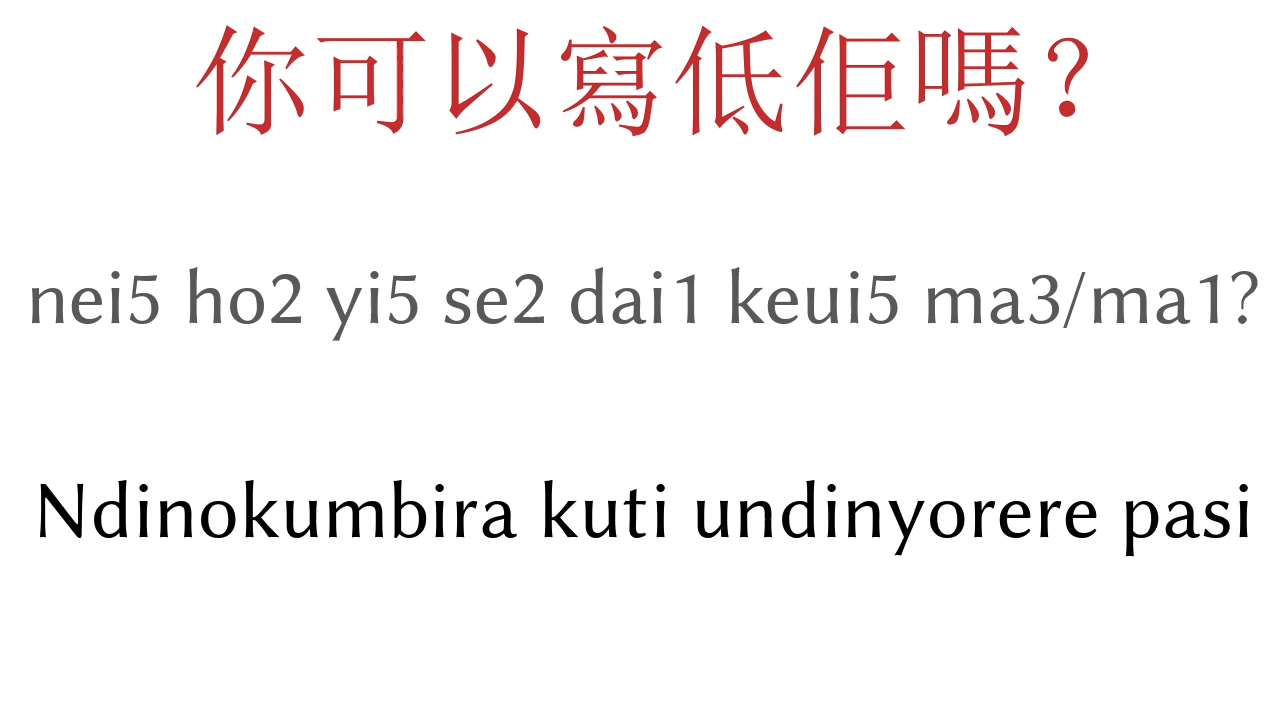 你可以寫低佢嗎？
nei5 ho2 yi5 se2 dai1 keui5 ma3/ma1?
Ndinokumbira kuti undinyorere pasi